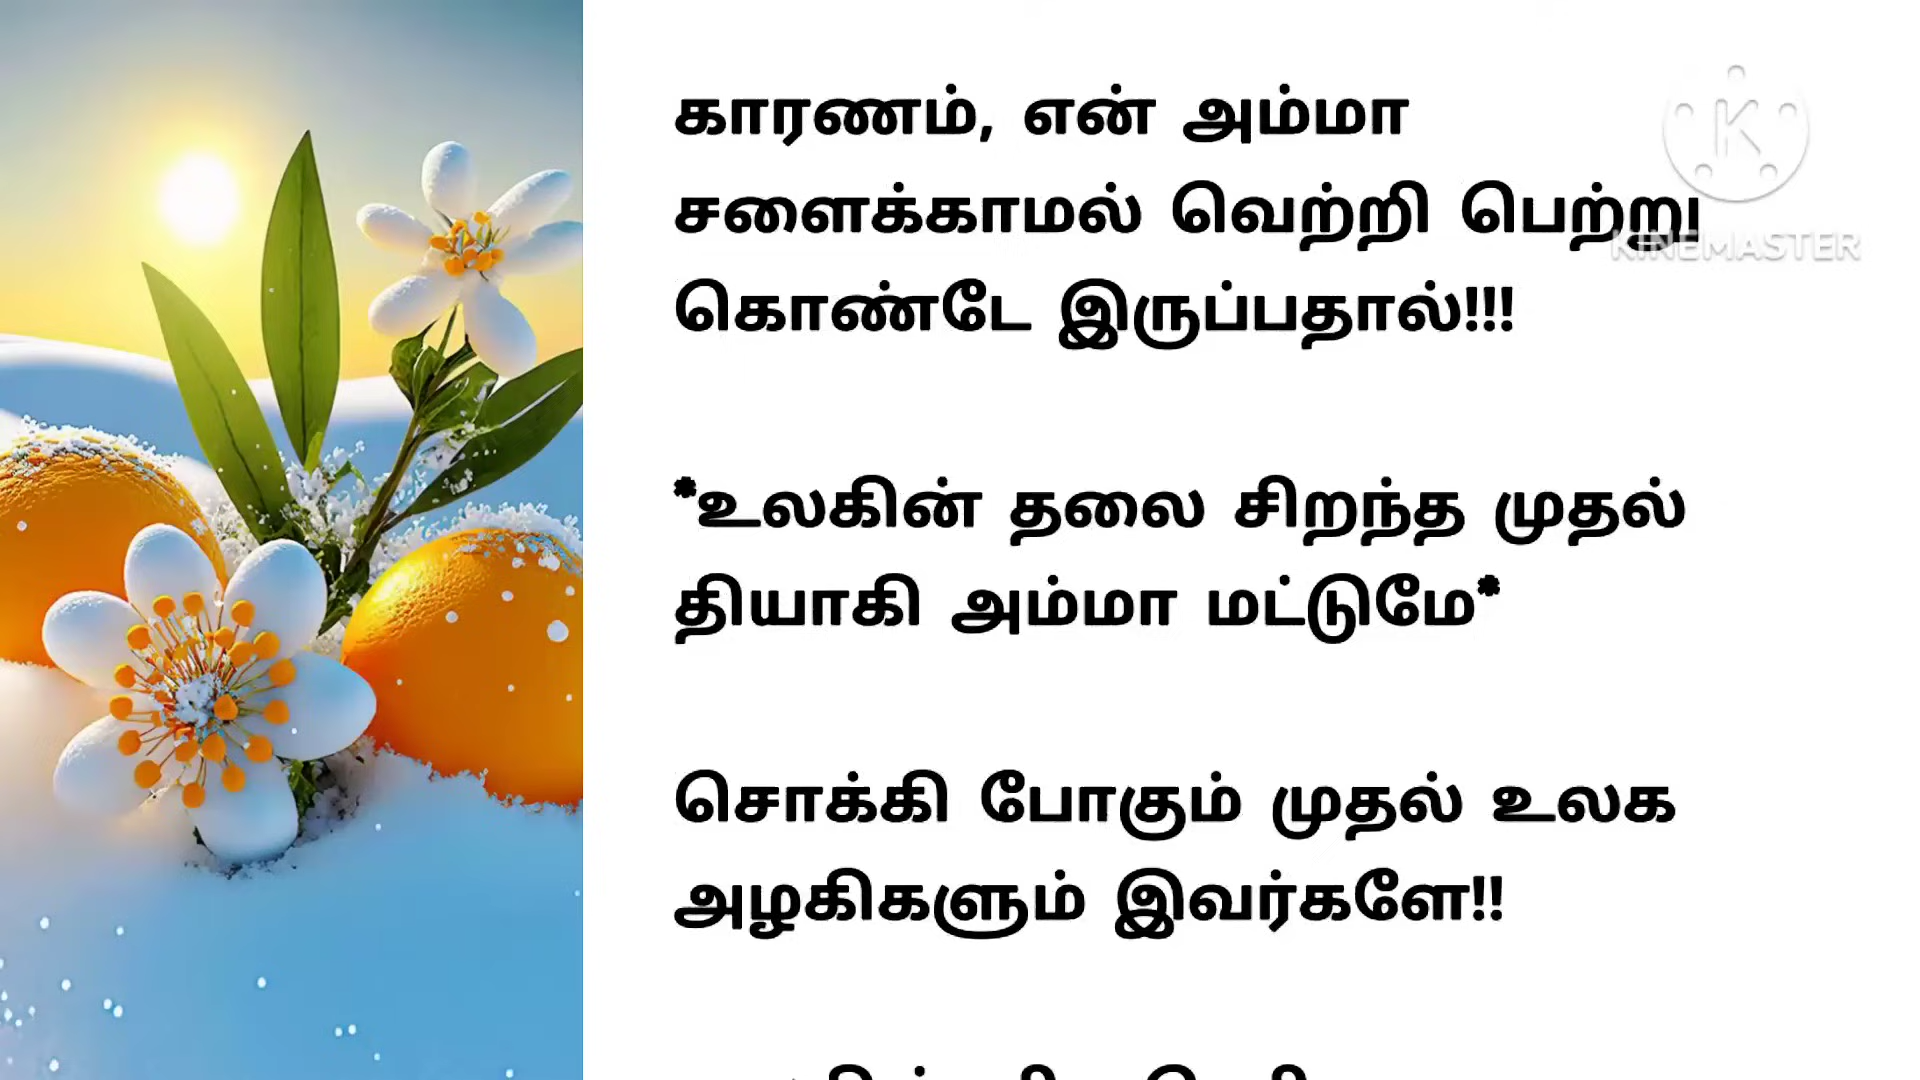 காரணம், என் அம்மா
சளைக்காமல் வெற்றி பெற்று
கொண்டே இருப்பதால்!!!
*உலகின் தலை சிறந்த முதல்
தியாகி அம்மா மட்டுமே*
சொக்கி போகும் முதல் உலக
அழகிகளும் இவர்களே!!
K
KINEMASTER